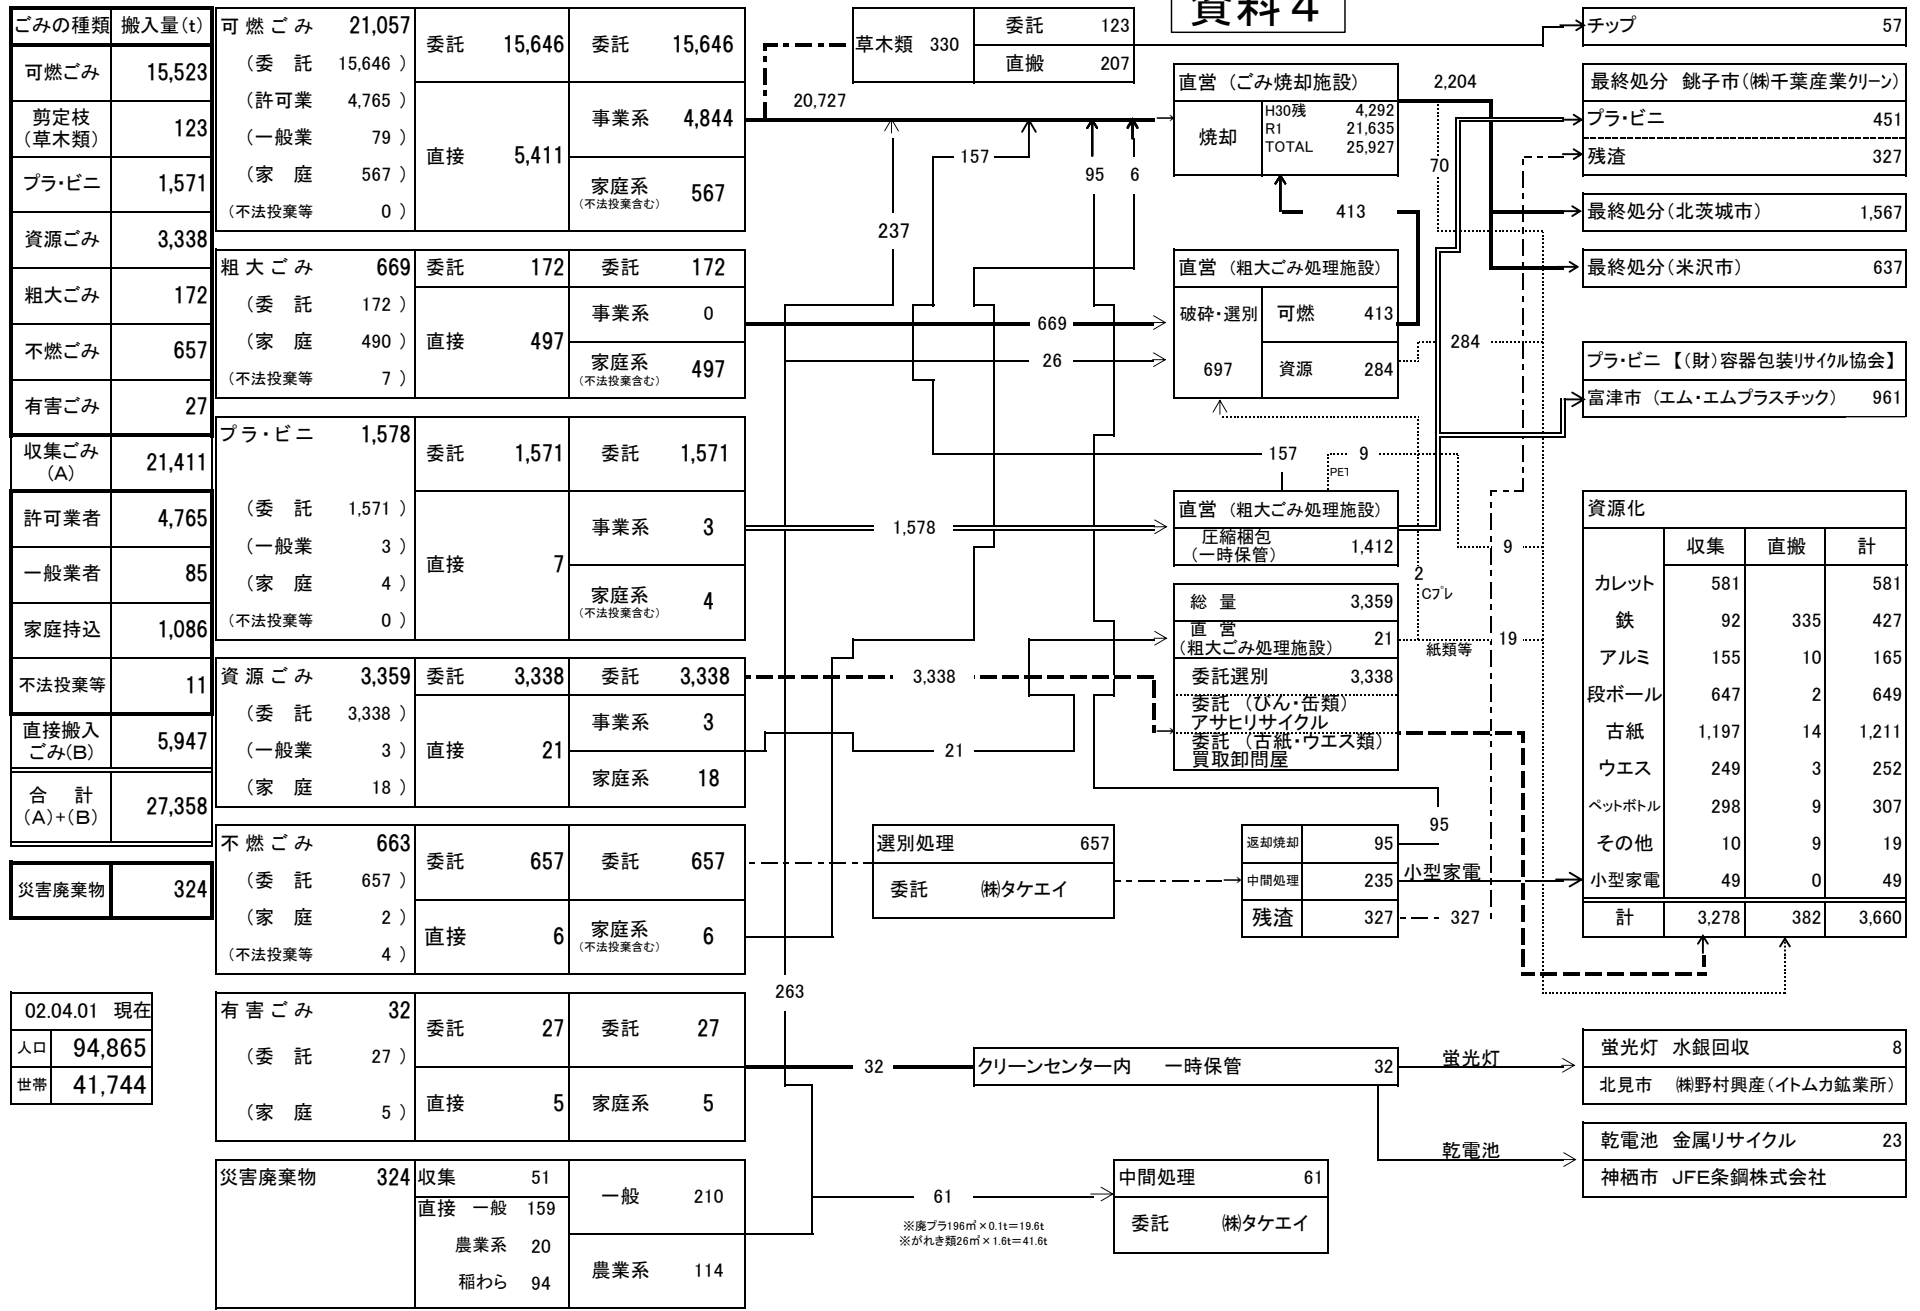 資料４
ごみの種類 搬入量(t)
可燃ごみ 15,523
剪定枝
(草木類) 123
プラ・ビニ 1,571
資源ごみ 3,338
粗大ごみ 172
不燃ごみ 657
有害ごみ 27
収集ごみ
(A) 21,411
許可業者 4,765
一般業者 85
家庭持込 1,086
不法投棄等 11
直接搬入
ごみ(B) 5,947
合 計
(A)+(B) 27,358
災害廃棄物 324
02.04.01 現在
人口 94,865
世帯 41,744
可燃ごみ 21,057
(委 託 15,646 )
(許可業 4,765 )
(一般業 79 )
(家 庭 567 )
(不法投棄等 0 )
委託 15,646 委託 15,646
直接 5,411
事業系 4,844
家庭系 567
(不法投棄含む)
粗大ごみ 669
(委 託 172 )
(家 庭 490 )
(不法投棄等 7 )
委託 172 委託 172
直接 497
事業系 0
家庭系 497
(不法投棄含む)
プラ・ビニ 1,578
(委 託 1,571 )
(一般業 3 )
(家 庭 4 )
(不法投棄等 0 )
委託 1,571 委託 1,571
直接 7
事業系 3
家庭系 4
(不法投棄含む)
資源ごみ 3,359
(委 託 3,338 )
(一般業 3 )
(家 庭 18 )
委託 3,338 委託 3,338
直接 21
事業系 3
家庭系 18
不燃ごみ 663
(委 託 657 )
(家 庭 2 )
(不法投棄等 4 )
委託 657 委託 657
直接 6
家庭系 6
(不法投棄含む)
有害ごみ 32
(委 託 27 )
(家 庭 5 )
委託 27 委託 27
直接 5 家庭系 5
災害廃棄物 324
収集 51
直接 一般 159
農業系 20
稲わら 94
一般 210
農業系 114
草木類 330
委託 123
直搬 207
20,727
157
95
6
237
669
26
157
9
PET
1,578
3,338
21
263
32
61
※廃プラ196㎥×0.1t＝19.6t
※がれき類26㎥×1.6t＝41.6t
直営 (ごみ焼却施設)
焼却
H30残 4,292
R1 21,635
TOTAL 25,927
413
直営 (粗大ごみ処理施設)
破砕・選別 697
可燃 413
資源 284
直営 (粗大ごみ処理施設)
圧縮梱包
(一時保管) 1,412
総 量 3,359
直 営
(粗大ごみ処理施設) 21
委託選別 3,338
委託 (びん・缶類)
アサヒリサイクル
委託 (古紙・ウエス類)
買取卸問屋
選別処理 657
委託 ㈱タケエイ
返却焼却 95
中間処理 235
残渣 327
95
小型家電
327
クリーンセンター内 一時保管 32
蛍光灯
乾電池
中間処理 61
委託 ㈱タケエイ
2,204
70
284
9
2
Cプレ
19
紙類等
チップ 57
最終処分 銚子市(㈱千葉産業クリーン)
プラ・ビニ 451
残渣 327
最終処分(北茨城市) 1,567
最終処分(米沢市) 637
プラ・ビニ 【(財)容器包装リサイクル協会】
富津市 (エム・エムプラスチック) 961
資源化
収集 直搬 計
カレット 581 581
鉄 92 335 427
アルミ 155 10 165
段ボール 647 2 649
古紙 1,197 14 1,211
ウエス 249 3 252
ペットボトル 298 9 307
その他 10 9 19
小型家電 49 0 49
計 3,278 382 3,660
蛍光灯 水銀回収 8
北見市 ㈱野村興産(イトムカ鉱業所)
乾電池 金属リサイクル 23
神栖市 JFE条鋼株式会社